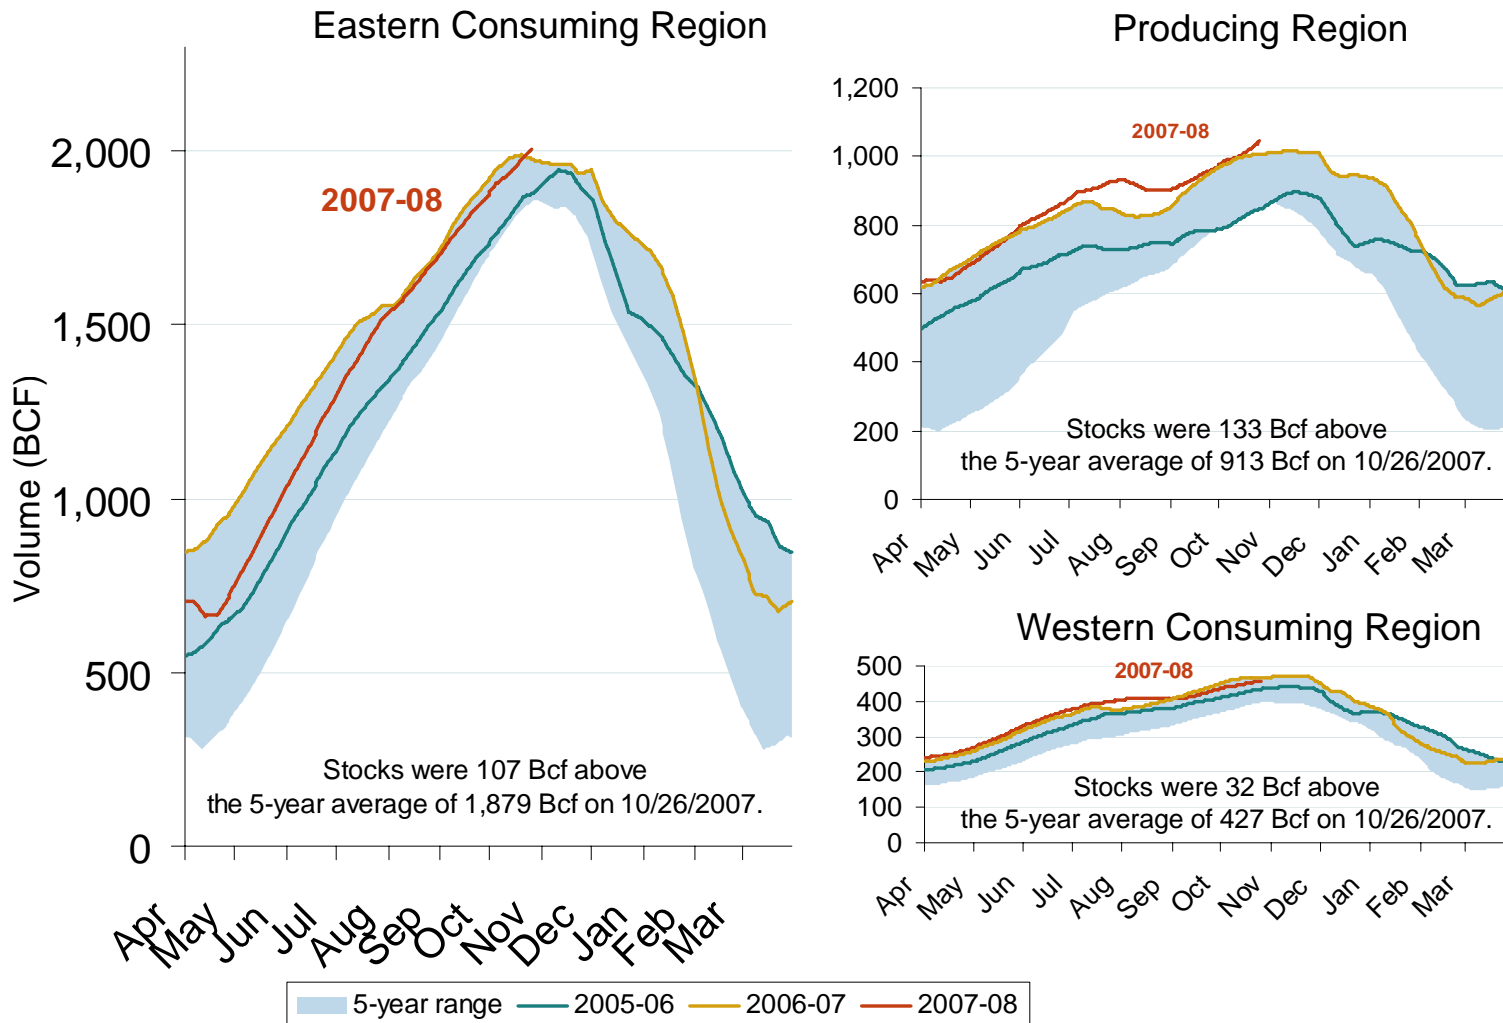 Eastern Consuming Region
Volume (BCF)
2,000
1,500
1,000
500
0
2007-08
Stocks were 107 Bcf above
the 5-year average of 1,879 Bcf on 10/26/2007.
Apr May Jun Jul Aug Sep Oct Nov Dec Jan Feb Mar
Producing Region
1,200
1,000
800
600
400
200
0
2007-08
Stocks were 133 Bcf above
the 5-year average of 913 Bcf on 10/26/2007.
Apr May Jun Jul Aug Sep Oct Nov Dec Jan Feb Mar
Western Consuming Region
500
400
300
200
100
0
2007-08
Stocks were 32 Bcf above
the 5-year average of 427 Bcf on 10/26/2007.
Apr May Jun Jul Aug Sep Oct Nov Dec Jan Feb Mar
5-year range 2005-06 2006-07 2007-08